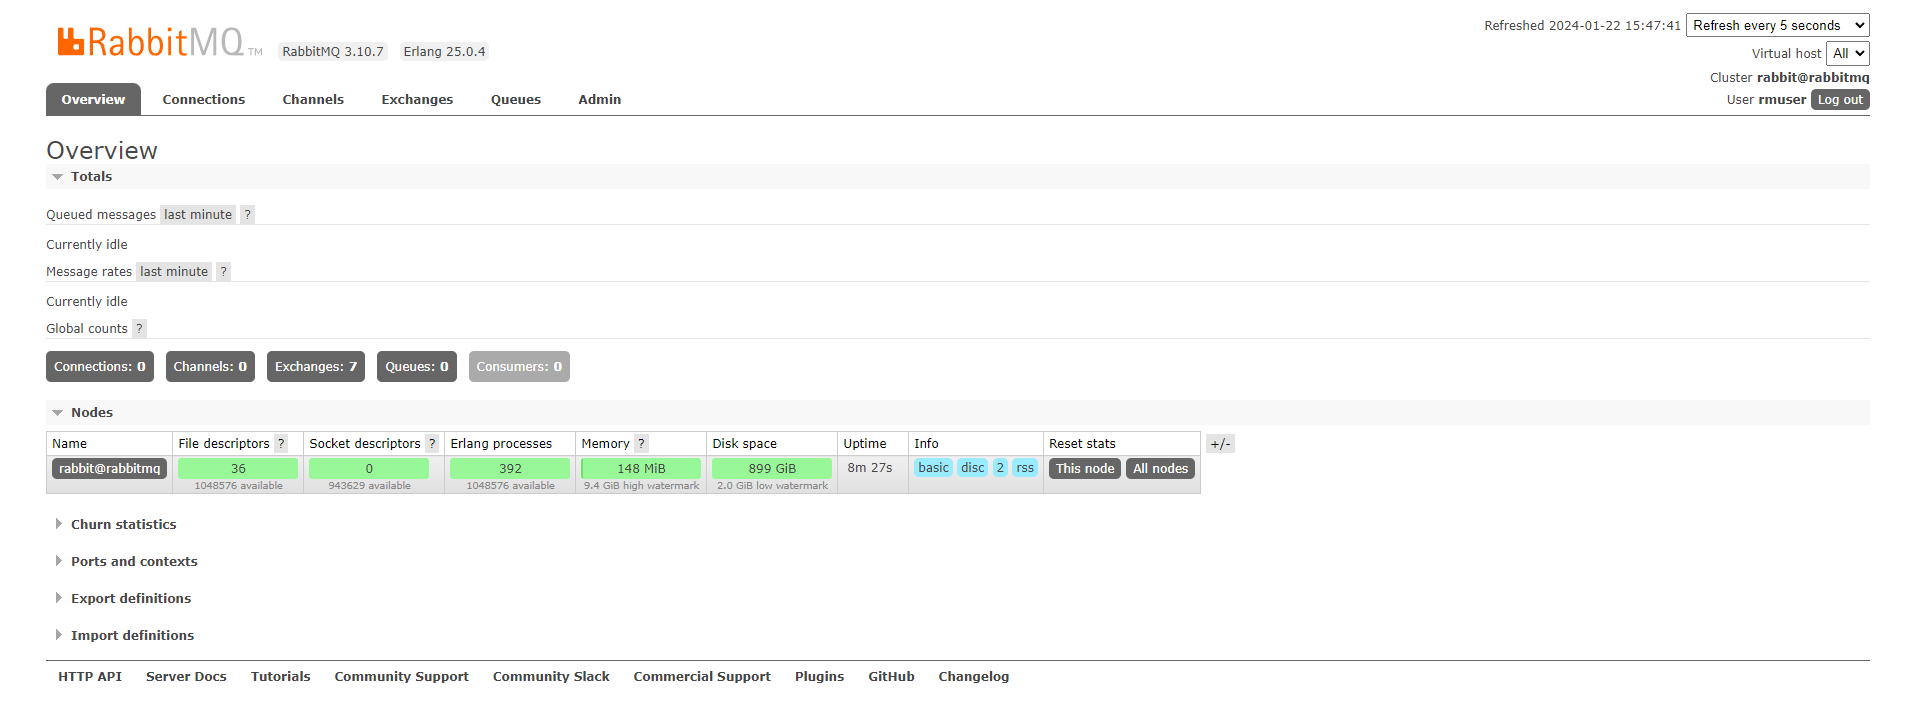 RabbitMQ TM RabbitMQ 3.10.7 Erlang 25.0.4
Refreshed 2024-01-22 15:47:41 Refresh every 5 seconds
Virtual host All
Cluster rabbit@rabbitmq
User rmuser Log out
Overview Connections Channels Exchanges Queues Admin
Overview
Totals
Queued messages last minute ?
Currently idle
Message rates last minute ?
Currently idle
Global counts ?
Connections: 0 Channels: 0 Exchanges: 7 Queues: 0 Consumers: 0
Nodes
Name File descriptors ? Socket descriptors ? Erlang processes Memory ? Disk space Uptime Info Reset stats +/-
rabbit@rabbitmq 36 0 392 148 MiB 899 GiB 8m 27s basic disc 2 rss This node All nodes
1048576 available 943629 available 1048576 available 9.4 GiB high watermark 2.0 GiB low watermark
Churn statistics
Ports and contexts
Export definitions
Import definitions
HTTP API Server Docs Tutorials Community Support Community Slack Commercial Support Plugins GitHub Changelog